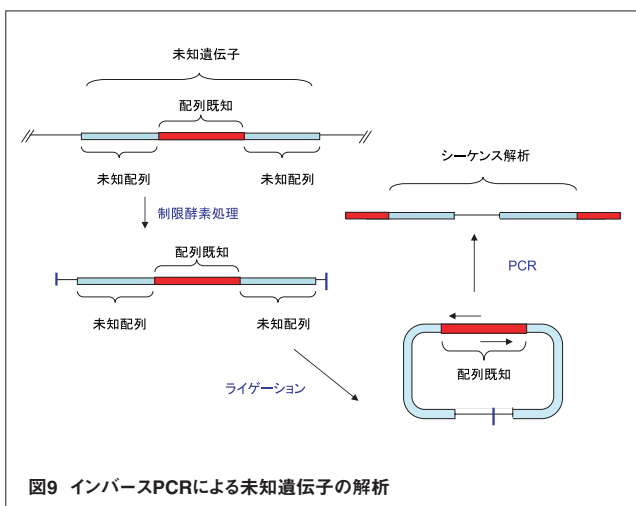 未知遺伝子
配列既知
未知配列
未知配列
制限酵素処理
配列既知
未知配列
未知配列
ライゲーション
シーケンス解析
PCR
配列既知
図9 インバースPCRによる未知遺伝子の解析